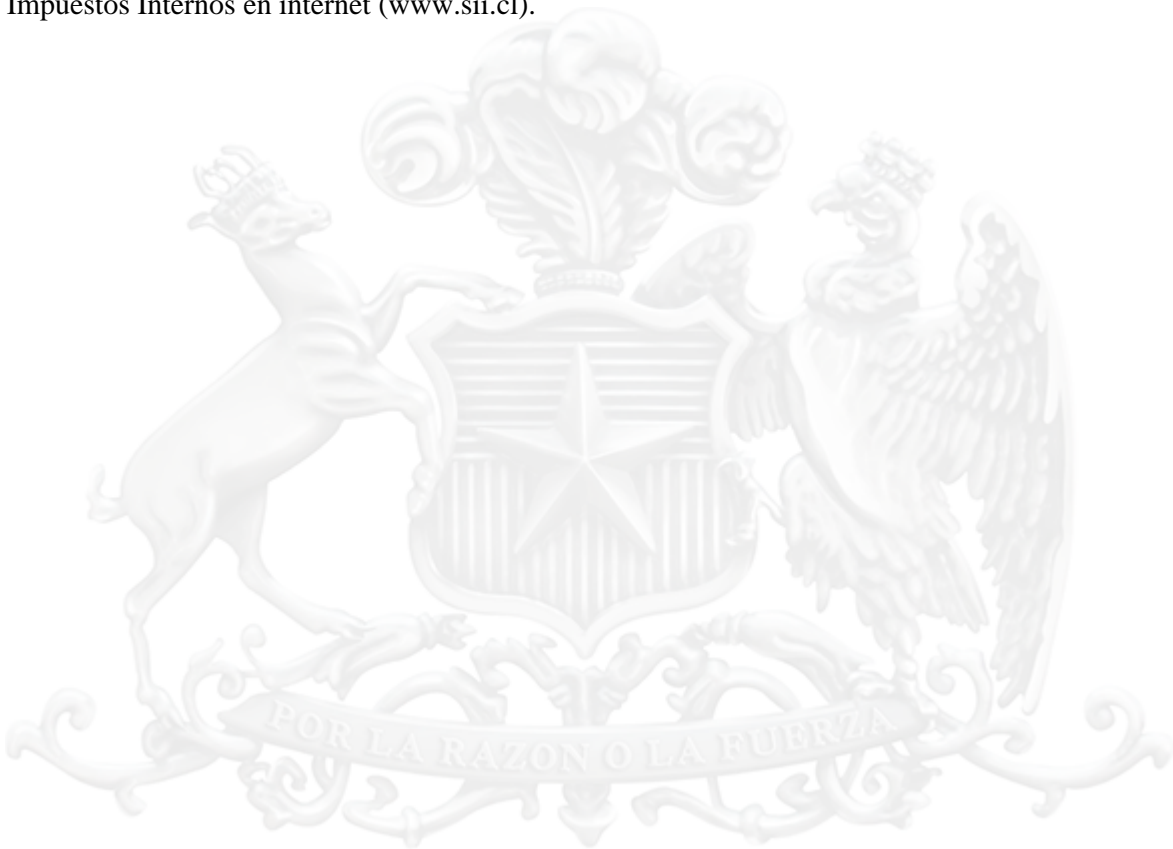 Impuestos Internos en internet (www.sii.cl).
POR LA RAZON O LA FUERZA